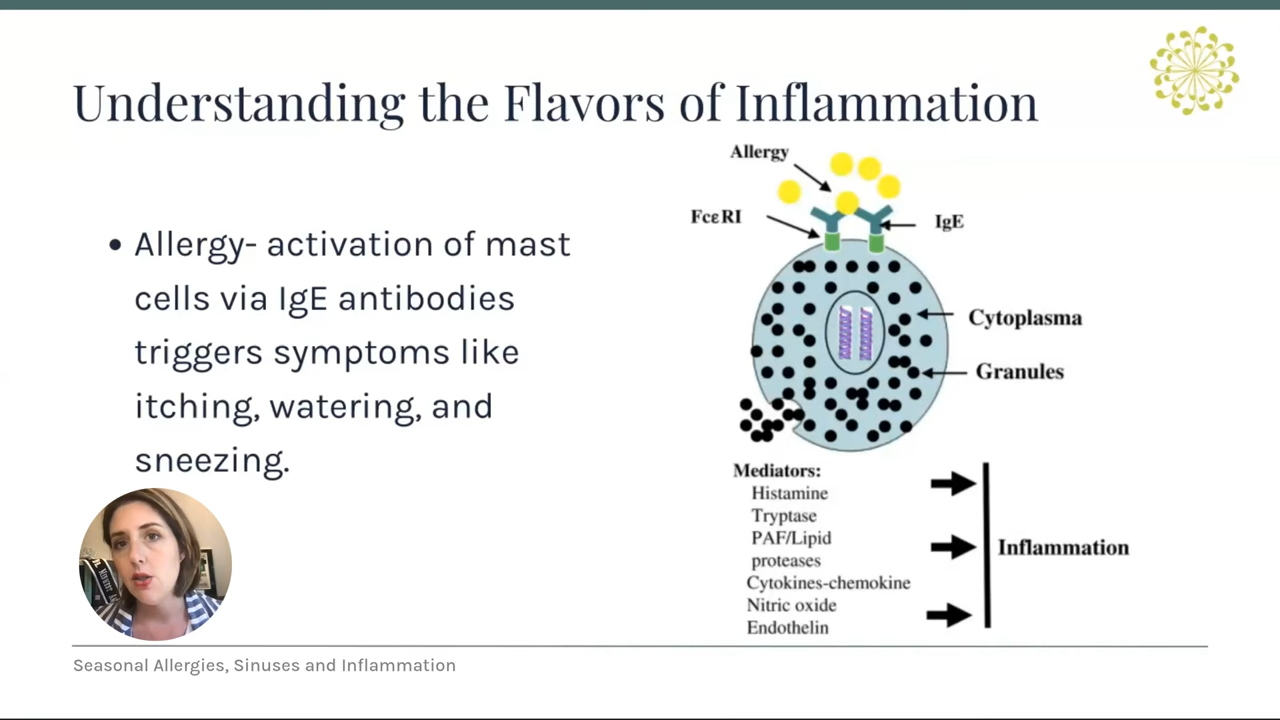 Understanding the Flavors of Inflammation
• Allergy- activation of mast
cells via IgE antibodies
triggers symptoms like
itching, watering, and
sneezing.
Allergy
FcεRI
IgE
Cytoplasma
Granules
Mediators:
Histamine
Tryptase
PAF/Lipid
proteases
Cytokines-chemokine
Nitric oxide
Endothelin
Inflammation
Seasonal Allergies, Sinuses and Inflammation